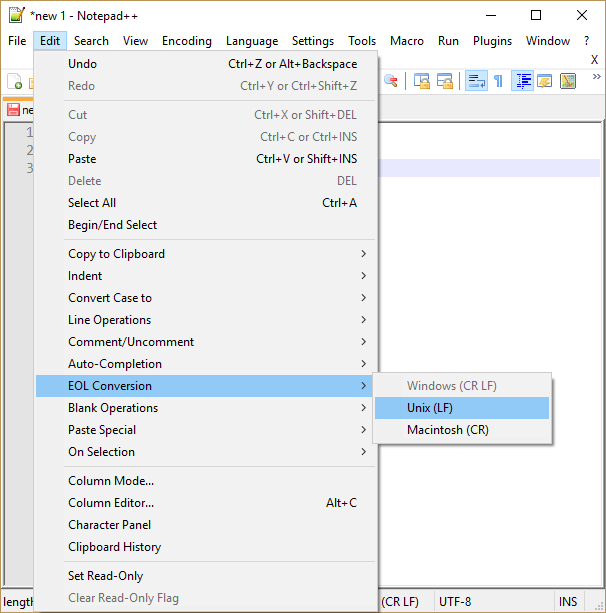 *new 1 - Notepad++
File Edit Search View Encoding Language Settings Tools Macro Run Plugins Window ?
X
ne
1
2
3
Undo Ctrl+Z or Alt+Backspace
Redo Ctrl+Y or Ctrl+Shift+Z
Cut Ctrl+X or Shift+DEL
Copy Ctrl+C or Ctrl+INS
Paste Ctrl+V or Shift+INS
Delete DEL
Select All Ctrl+A
Begin/End Select
Copy to Clipboard
Indent
Convert Case to
Line Operations
Comment/Uncomment
Auto-Completion
EOL Conversion
Blank Operations
Paste Special
On Selection
Column Mode...
Column Editor... Alt+C
Character Panel
Clipboard History
Set Read-Only
Clear Read-Only Flag
Windows (CR LF)
Unix (LF)
Macintosh (CR)
length (CR LF) UTF-8 INS